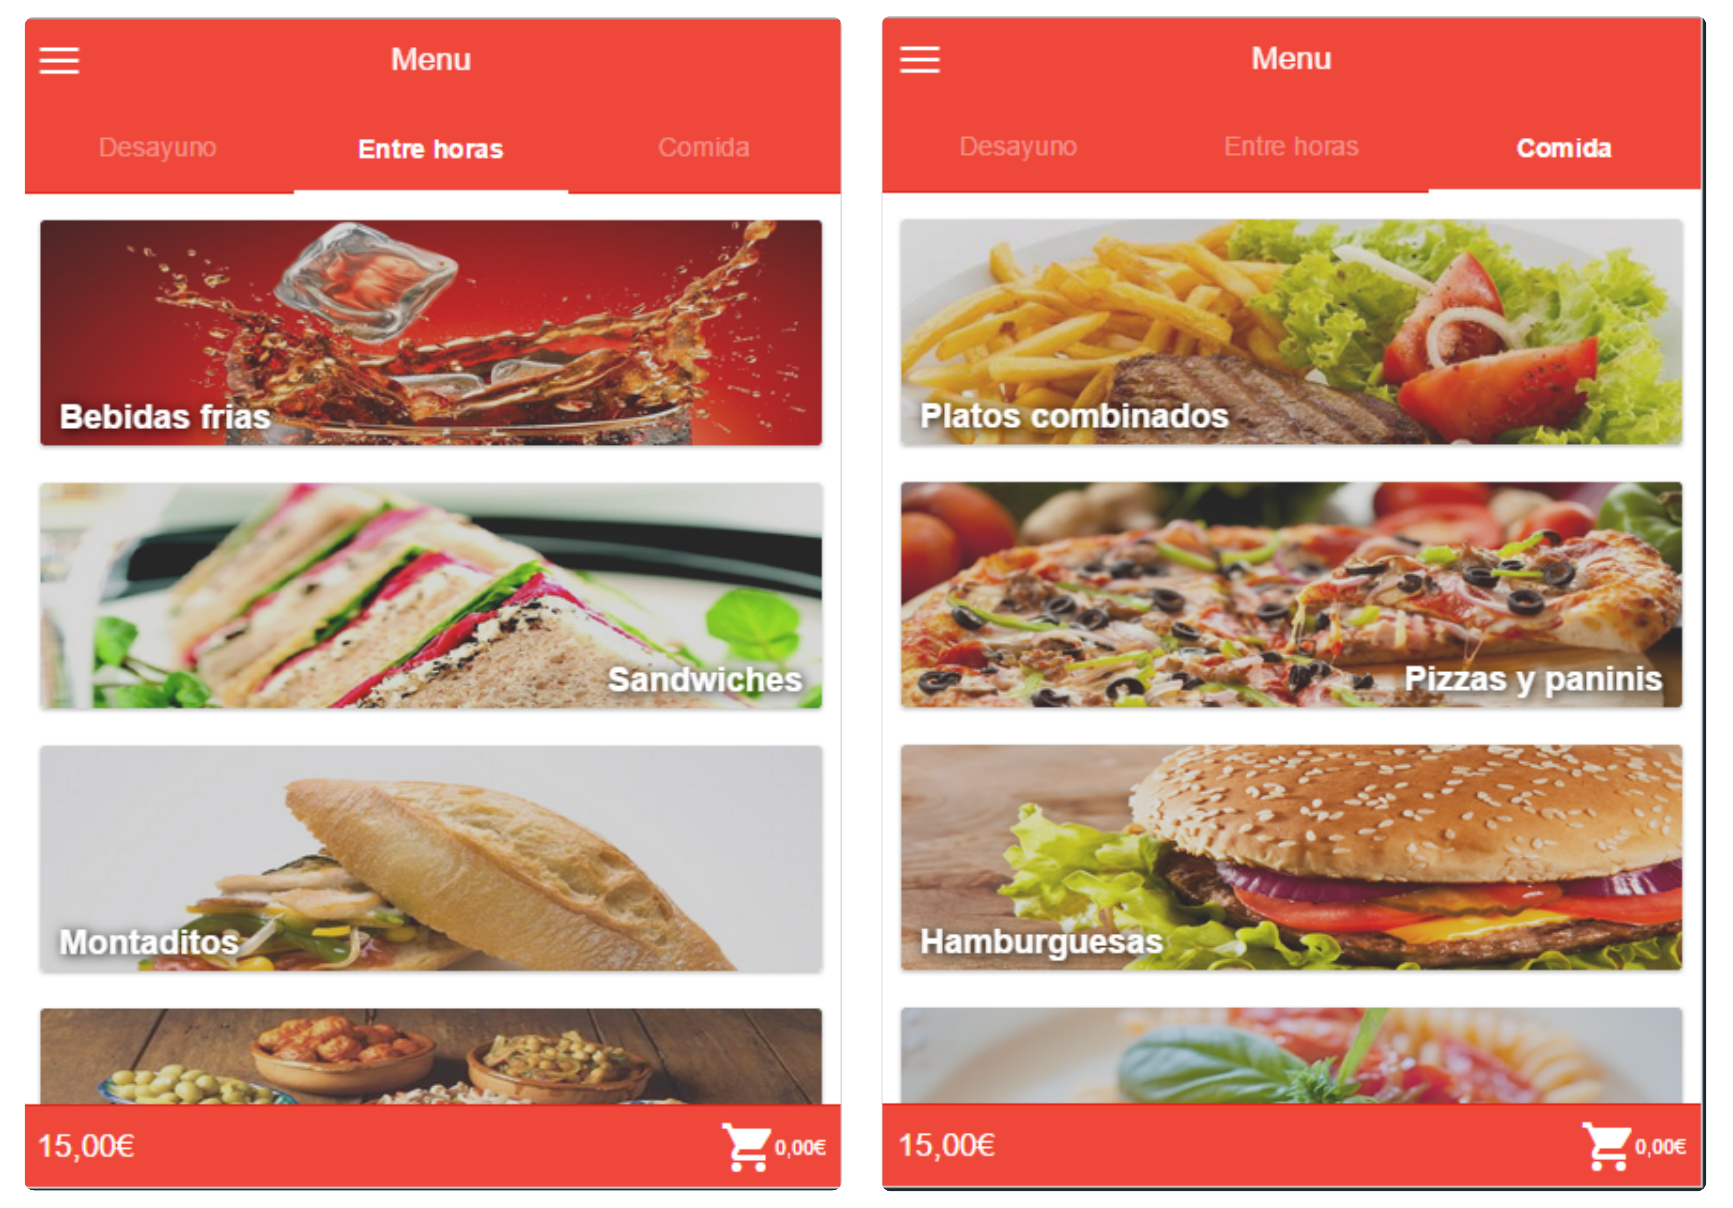 Menu
Desayuno Entre horas Comida
Bebidas frias
Sandwiches
Montaditos
15,00€ 0,00€
Menu
Desayuno Entre horas Comida
Platos combinados
Pizzas y paninis
Hamburguesas
15,00€ 0,00€